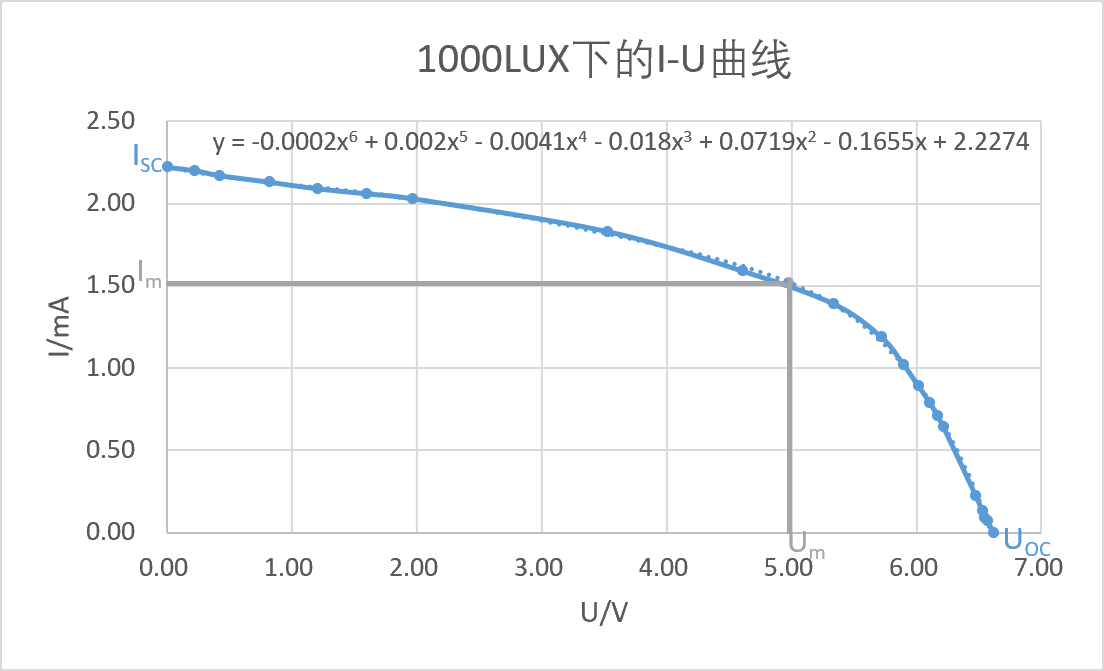 1000LUX下的I-U曲线
2.50
y = -0.0002x⁶ + 0.002x⁵ - 0.0041x⁴ - 0.018x³ + 0.0719x² - 0.1655x + 2.2274
ISC
2.00
Im
1.50
I/mA
1.00
0.50
0.00
Um
UOC
0.00 1.00 2.00 3.00 4.00 5.00 6.00 7.00
U/V